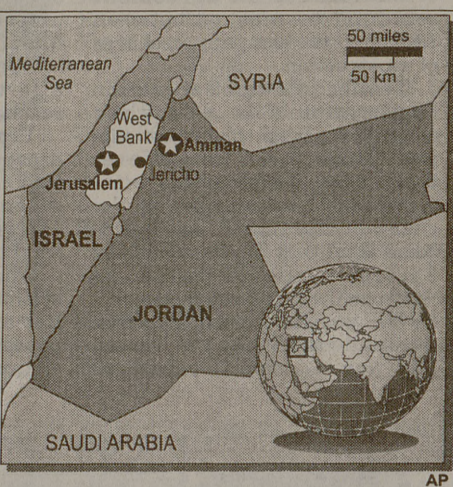 50 miles
50 km
Mediterranean
Sea
SYRIA
West
Bank
Amman
Jerusalem
Jericho
ISRAEL
JORDAN
SAUDI ARABIA
AP